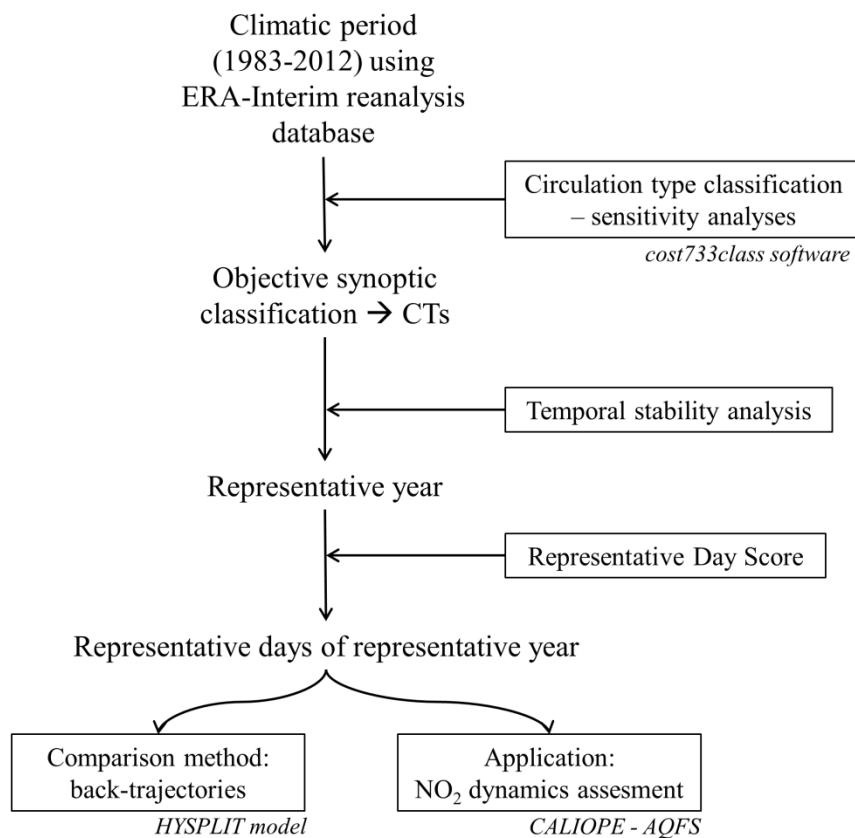 Climatic period
(1983-2012) using
ERA-Interim reanalysis
database
Circulation type classification
– sensitivity analyses
cost733class software
Objective synoptic
classification → CTs
Temporal stability analysis
Representative year
Representative Day Score
Representative days of representative year
Comparison method:
back-trajectories
HYSPLIT model
Application:
NO₂ dynamics assesment
CALIOPE - AQFS